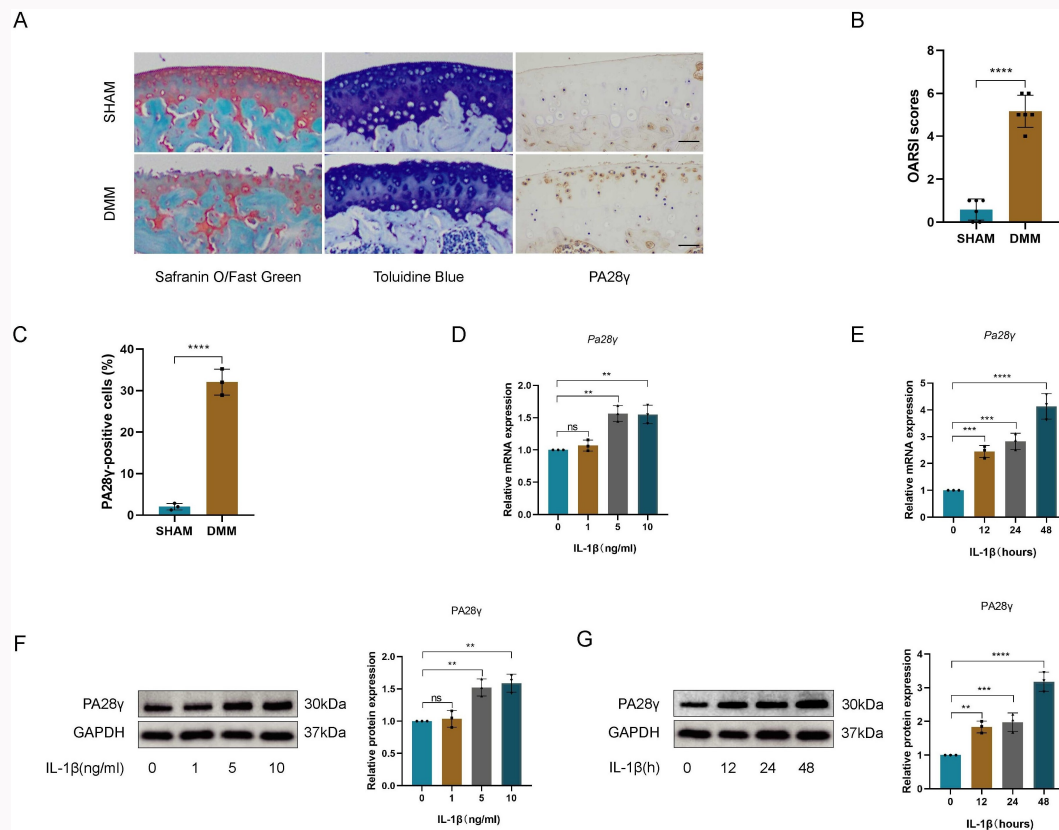 A
SHAM
DMM
Safranin O/Fast Green
Toluidine Blue
PA28γ
B
OARSI scores
8
6
4
2
0
****
SHAM
DMM
C
PA28γ-positive cells (%)
40
30
20
10
0
****
SHAM
DMM
D
Pa28γ
Relative mRNA expression
2.0
1.5
1.0
0.5
0.0
**
**
ns
0 1 5 10
IL-1β(ng/ml)
E
Pa28γ
Relative mRNA expression
5
4
3
2
1
0
****
***
***
0 12 24 48
IL-1β(hours)
F
PA28γ 30kDa
GAPDH 37kDa
IL-1β(ng/ml) 0 1 5 10
PA28γ
Relative protein expression
2.0
1.5
1.0
0.5
0.0
**
**
ns
0 1 5 10
IL-1β(ng/ml)
G
PA28γ 30kDa
GAPDH 37kDa
IL-1β(h) 0 12 24 48
PA28γ
Relative protein expression
4
3
2
1
0
****
***
**
0 12 24 48
IL-1β(hours)